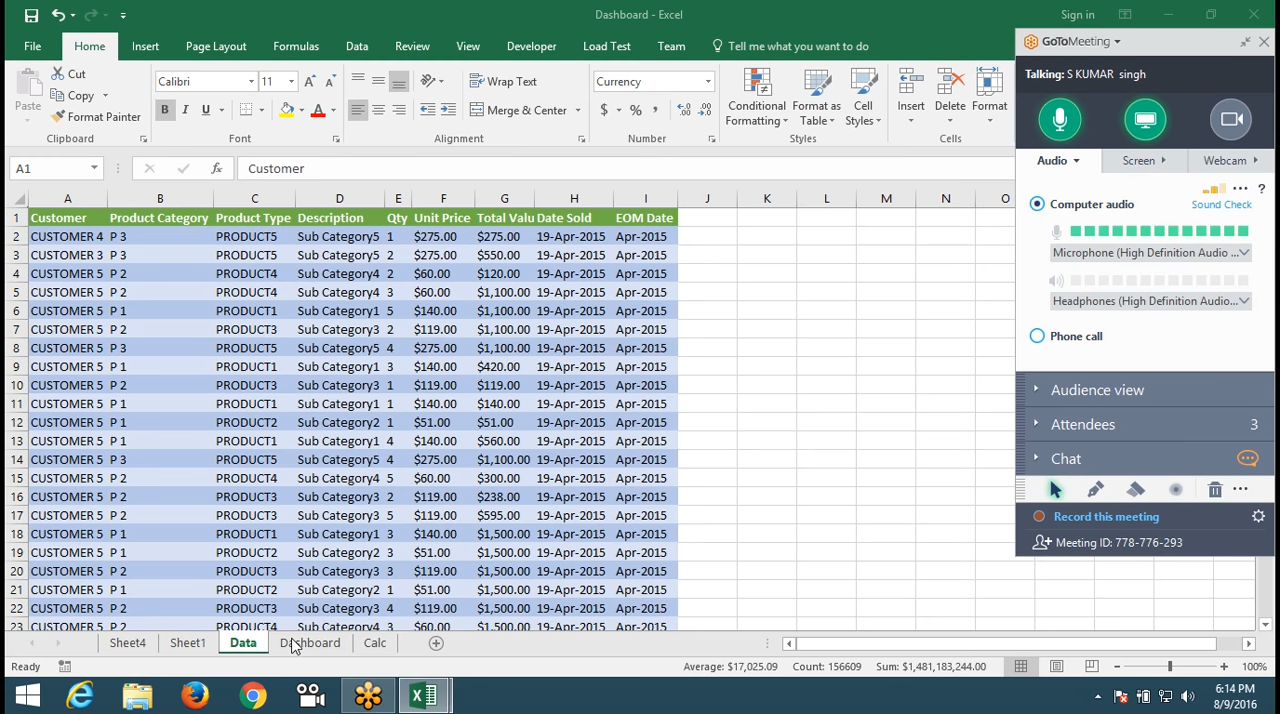 Dashboard - Excel
Sign in
File Home Insert Page Layout Formulas Data Review View Developer Load Test Team Tell me what you want to do
Cut
Copy
Format Painter
Paste
Clipboard
Calibri 11
B I U
Font
Wrap Text
Merge & Center
Alignment
Currency
$ % ,
Number
Conditional Formatting
Format as Table
Cell Styles
Styles
Insert Delete Format
Cells
A1 fx Customer
A B C D E F G H I J K L M N O
1 Customer Product Category Product Type Description Qty Unit Price Total Valu Date Sold EOM Date
2 CUSTOMER 4 P 3 PRODUCT5 Sub Category5 1 $275.00 $275.00 19-Apr-2015 Apr-2015
3 CUSTOMER 3 P 3 PRODUCT5 Sub Category5 2 $275.00 $550.00 19-Apr-2015 Apr-2015
4 CUSTOMER 5 P 2 PRODUCT4 Sub Category4 2 $60.00 $120.00 19-Apr-2015 Apr-2015
5 CUSTOMER 5 P 2 PRODUCT4 Sub Category4 3 $60.00 $1,100.00 19-Apr-2015 Apr-2015
6 CUSTOMER 5 P 1 PRODUCT1 Sub Category1 5 $140.00 $1,100.00 19-Apr-2015 Apr-2015
7 CUSTOMER 5 P 2 PRODUCT3 Sub Category3 2 $119.00 $1,100.00 19-Apr-2015 Apr-2015
8 CUSTOMER 5 P 3 PRODUCT5 Sub Category5 4 $275.00 $1,100.00 19-Apr-2015 Apr-2015
9 CUSTOMER 5 P 1 PRODUCT1 Sub Category1 3 $140.00 $420.00 19-Apr-2015 Apr-2015
10 CUSTOMER 5 P 2 PRODUCT3 Sub Category3 1 $119.00 $119.00 19-Apr-2015 Apr-2015
11 CUSTOMER 5 P 1 PRODUCT1 Sub Category1 1 $140.00 $140.00 19-Apr-2015 Apr-2015
12 CUSTOMER 5 P 1 PRODUCT2 Sub Category2 1 $51.00 $51.00 19-Apr-2015 Apr-2015
13 CUSTOMER 5 P 1 PRODUCT1 Sub Category1 4 $140.00 $560.00 19-Apr-2015 Apr-2015
14 CUSTOMER 5 P 3 PRODUCT5 Sub Category5 4 $275.00 $1,100.00 19-Apr-2015 Apr-2015
15 CUSTOMER 5 P 2 PRODUCT4 Sub Category4 5 $60.00 $300.00 19-Apr-2015 Apr-2015
16 CUSTOMER 5 P 2 PRODUCT3 Sub Category3 2 $119.00 $238.00 19-Apr-2015 Apr-2015
17 CUSTOMER 5 P 2 PRODUCT3 Sub Category3 5 $119.00 $595.00 19-Apr-2015 Apr-2015
18 CUSTOMER 5 P 1 PRODUCT1 Sub Category1 3 $140.00 $1,500.00 19-Apr-2015 Apr-2015
19 CUSTOMER 5 P 1 PRODUCT2 Sub Category2 3 $51.00 $1,500.00 19-Apr-2015 Apr-2015
20 CUSTOMER 5 P 2 PRODUCT3 Sub Category3 3 $119.00 $1,500.00 19-Apr-2015 Apr-2015
21 CUSTOMER 5 P 1 PRODUCT2 Sub Category2 1 $51.00 $1,500.00 19-Apr-2015 Apr-2015
22 CUSTOMER 5 P 2 PRODUCT3 Sub Category3 4 $119.00 $1,500.00 19-Apr-2015 Apr-2015
23 CUSTOMER 5 P 2 PRODUCT4 Sub Category4 3 $60.00 $1,500.00 19-Apr-2015 Apr-2015
Sheet4 Sheet1 Data Dashboard Calc
Ready Average: $17,025.09 Count: 156609 Sum: $1,481,183,244.00 100%
GoToMeeting
Talking: S KUMAR singh
Audio Screen Webcam
Computer audio
?
Sound Check
Microphone (High Definition Audio ...
Headphones (High Definition Audio...
Phone call
Audience view
Attendees 3
Chat
Record this meeting
Meeting ID: 778-776-293
6:14 PM
8/9/2016